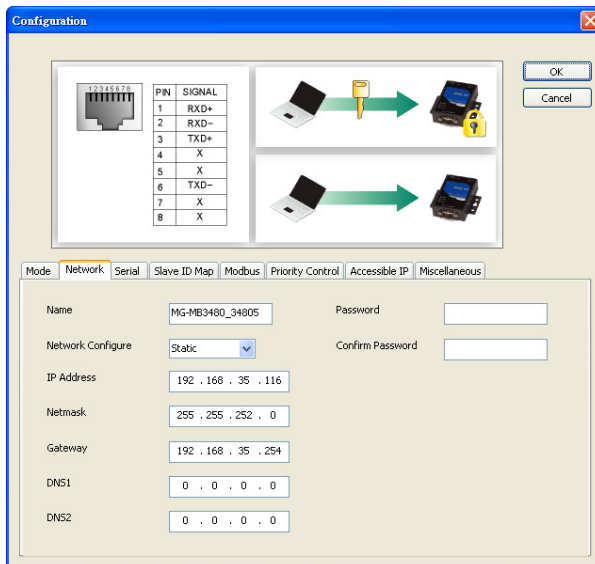 Configuration
12345678
PIN SIGNAL
1 RXD+
2 RXD-
3 TXD+
4 X
5 X
6 TXD-
7 X
8 X
OK
Cancel
Mode Network Serial Slave ID Map Modbus Priority Control Accessible IP Miscellaneous
Name MG-MB3480_34805 Password
Network Configure Static Confirm Password
IP Address 192 . 168 . 35 . 116
Netmask 255 . 255 . 252 . 0
Gateway 192 . 168 . 35 . 254
DNS1 0 . 0 . 0 . 0
DNS2 0 . 0 . 0 . 0